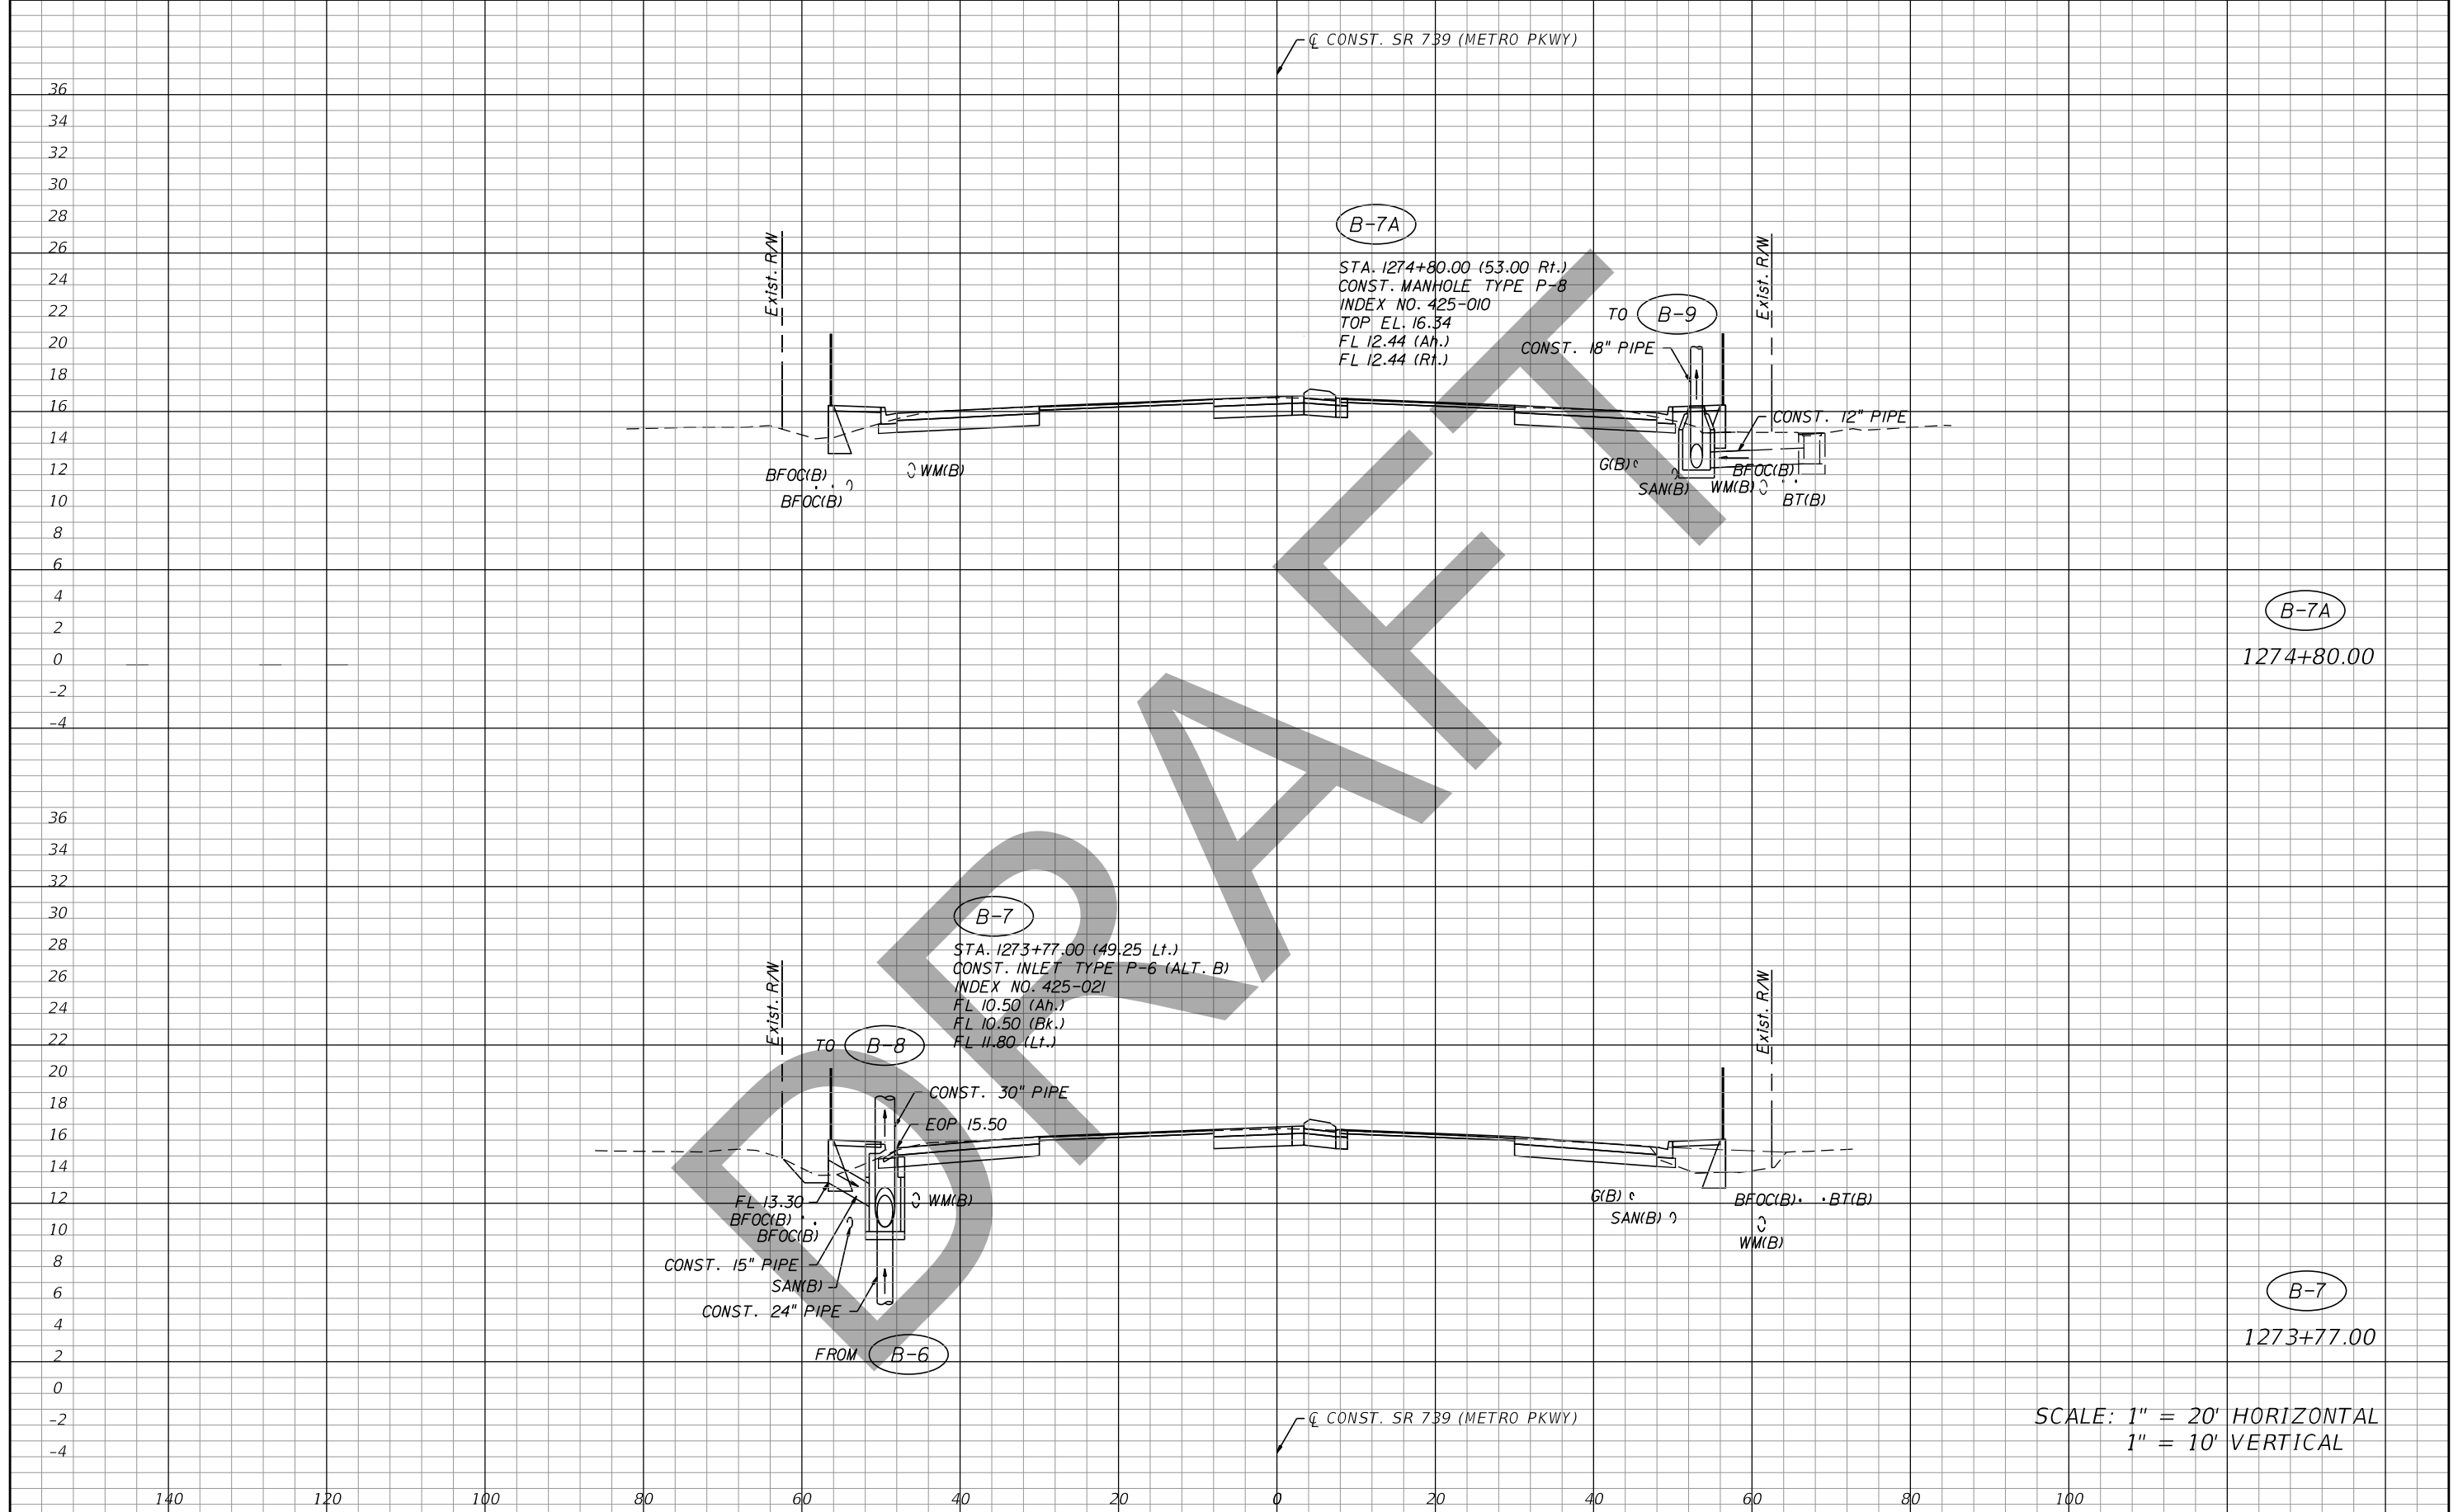 ℄ CONST. SR 739 (METRO PKWY)
36
34
32
30
28
26
24
22
20
18
16
14
12
10
8
6
4
2
0
-2
-4
Exist. R/W
B-7A
STA. 1274+80.00 (53.00 Rt.)
CONST. MANHOLE TYPE P-8
INDEX NO. 425-010
TOP EL. 16.34
FL 12.44 (Ah.)
FL 12.44 (Rt.)
TO B-9
CONST. 18" PIPE
Exist. R/W
CONST. 12" PIPE
BFOC(B)
BFOC(B)
WM(B)
G(B)
SAN(B)
WM(B)
BFOC(B)
BT(B)
B-7A
1274+80.00
DRAFT
36
34
32
30
28
26
24
22
20
18
16
14
12
10
8
6
4
2
0
-2
-4
B-7
STA. 1273+77.00 (49.25 Lt.)
CONST. INLET TYPE P-6 (ALT. B)
INDEX NO. 425-021
FL 10.50 (Ah.)
FL 10.50 (Bk.)
FL 11.80 (Lt.)
Exist. R/W
TO B-8
Exist. R/W
CONST. 30" PIPE
EOP 15.50
FL 13.30
WM(B)
BFOC(B)
BFOC(B)
CONST. 15" PIPE
SAN(B)
CONST. 24" PIPE
FROM B-6
G(B)
SAN(B)
BFOC(B)
BT(B)
WM(B)
B-7
1273+77.00
℄ CONST. SR 739 (METRO PKWY)
SCALE: 1" = 20' HORIZONTAL
1" = 10' VERTICAL
140 120 100 80 60 40 20 0 20 40 60 80 100